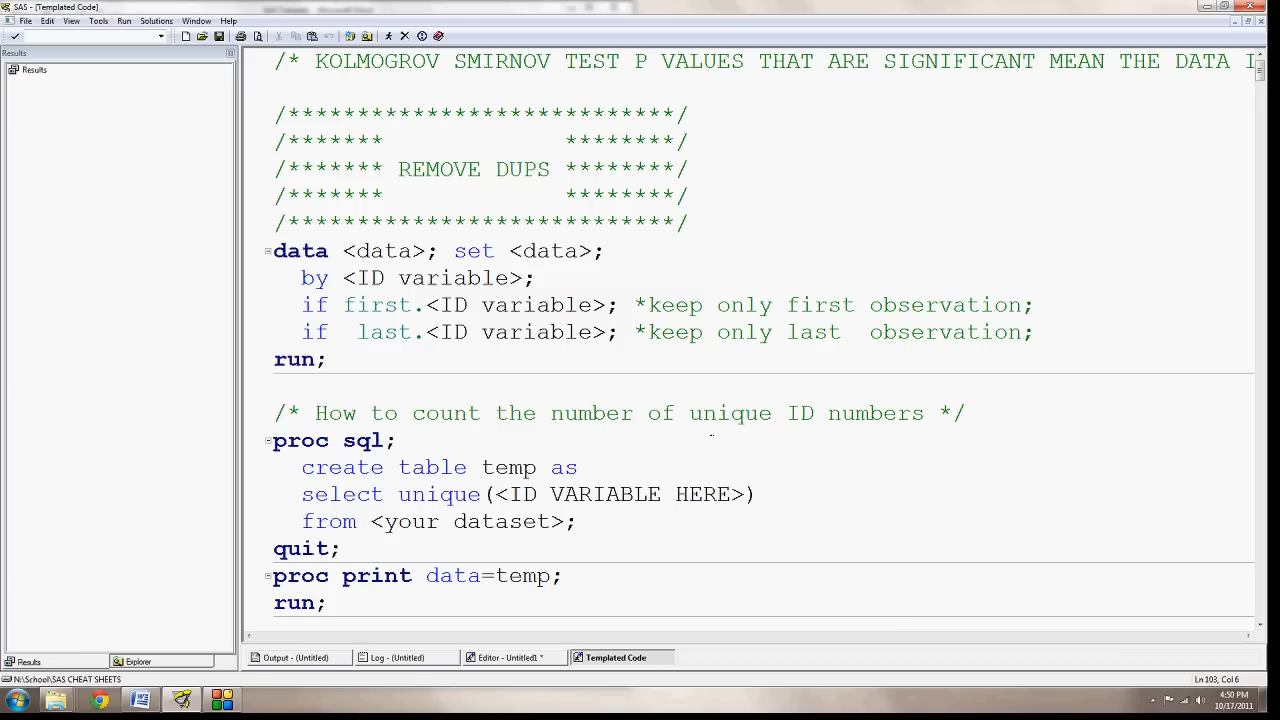 SAS - [Templated Code]
File Edit View Tools Run Solutions Window Help
Results
Results
/* KOLMOGROV SMIRNOV TEST P VALUES THAT ARE SIGNIFICANT MEAN THE DATA I
/****************************/
/******* ********/
/******* REMOVE DUPS ********/
/******* ********/
/****************************/
data <data>; set <data>;
by <ID variable>;
if first.<ID variable>; *keep only first observation;
if last.<ID variable>; *keep only last observation;
run;
/* How to count the number of unique ID numbers */
proc sql;
create table temp as
select unique(<ID VARIABLE HERE>)
from <your dataset>;
quit;
proc print data=temp;
run;
Results Explorer
Output - (Untitled) Log - (Untitled) Editor - Untitled1 * Templated Code
N:\School\SAS CHEAT SHEETS Ln 103, Col 6
4:50 PM
10/17/2011